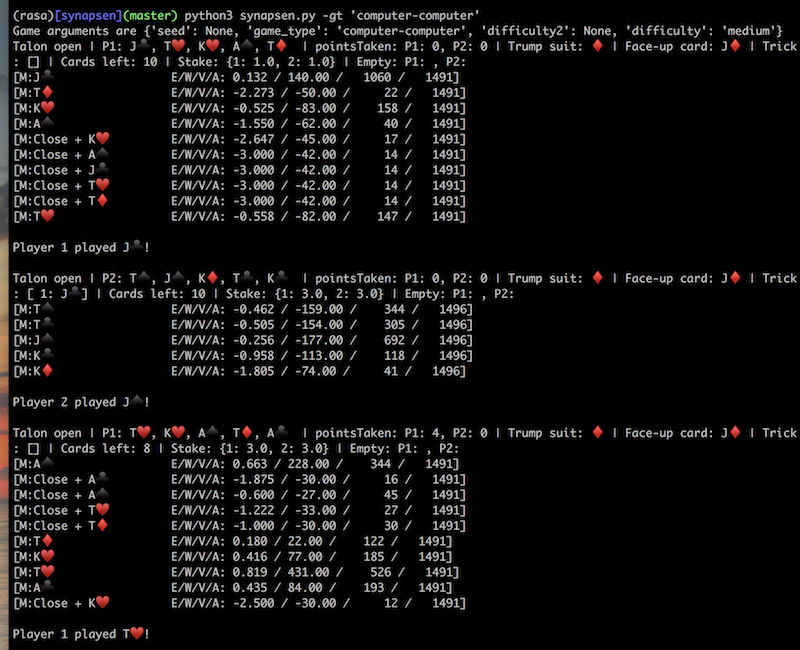 (rasa)[synapsen](master) python3 synapsen.py -gt 'computer-computer'
Game arguments are {'seed': None, 'game_type': 'computer-computer', 'difficulty2': None, 'difficulty': 'medium'}
Talon open | P1: J♣, T♥, K♥, A♠, T♦ | pointsTaken: P1: 0, P2: 0 | Trump suit: ♦ | Face-up card: J♦ | Trick
: [] | Cards left: 10 | Stake: {1: 1.0, 2: 1.0} | Empty: P1: , P2:
[M:J♣ E/W/V/A: 0.132 / 140.00 / 1060 / 1491]
[M:T♦ E/W/V/A: -2.273 / -50.00 / 22 / 1491]
[M:K♥ E/W/V/A: -0.525 / -83.00 / 158 / 1491]
[M:A♠ E/W/V/A: -1.550 / -62.00 / 40 / 1491]
[M:Close + K♥ E/W/V/A: -2.647 / -45.00 / 17 / 1491]
[M:Close + A♠ E/W/V/A: -3.000 / -42.00 / 14 / 1491]
[M:Close + J♣ E/W/V/A: -3.000 / -42.00 / 14 / 1491]
[M:Close + T♥ E/W/V/A: -3.000 / -42.00 / 14 / 1491]
[M:Close + T♦ E/W/V/A: -3.000 / -42.00 / 14 / 1491]
[M:T♥ E/W/V/A: -0.558 / -82.00 / 147 / 1491]
Player 1 played J♣!
Talon open | P2: T♠, J♠, K♦, T♣, K♣ | pointsTaken: P1: 0, P2: 0 | Trump suit: ♦ | Face-up card: J♦ | Trick
: [ 1: J♣] | Cards left: 10 | Stake: {1: 3.0, 2: 3.0} | Empty: P1: , P2:
[M:T♠ E/W/V/A: -0.462 / -159.00 / 344 / 1496]
[M:T♣ E/W/V/A: -0.505 / -154.00 / 305 / 1496]
[M:J♠ E/W/V/A: -0.256 / -177.00 / 692 / 1496]
[M:K♣ E/W/V/A: -0.958 / -113.00 / 118 / 1496]
[M:K♦ E/W/V/A: -1.805 / -74.00 / 41 / 1496]
Player 2 played J♠!
Talon open | P1: T♥, K♥, A♠, T♦, A♣ | pointsTaken: P1: 4, P2: 0 | Trump suit: ♦ | Face-up card: J♦ | Trick
: [] | Cards left: 8 | Stake: {1: 3.0, 2: 3.0} | Empty: P1: , P2:
[M:A♠ E/W/V/A: 0.663 / 228.00 / 344 / 1491]
[M:Close + A♣ E/W/V/A: -1.875 / -30.00 / 16 / 1491]
[M:Close + A♠ E/W/V/A: -0.600 / -27.00 / 45 / 1491]
[M:Close + T♥ E/W/V/A: -1.222 / -33.00 / 27 / 1491]
[M:Close + T♦ E/W/V/A: -1.000 / -30.00 / 30 / 1491]
[M:T♦ E/W/V/A: 0.180 / 22.00 / 122 / 1491]
[M:K♥ E/W/V/A: 0.416 / 77.00 / 185 / 1491]
[M:T♥ E/W/V/A: 0.819 / 431.00 / 526 / 1491]
[M:A♣ E/W/V/A: 0.435 / 84.00 / 193 / 1491]
[M:Close + K♥ E/W/V/A: -2.500 / -30.00 / 12 / 1491]
Player 1 played T♥!